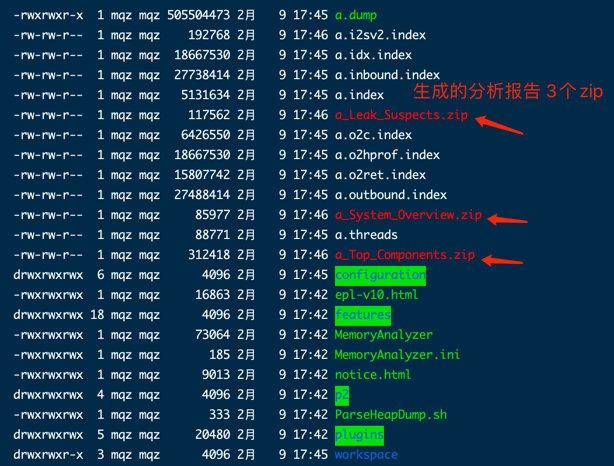 -rwxrwxr-x 1 mqz mqz 505504473 2月 9 17:45 a.dump
-rw-rw-r-- 1 mqz mqz 192768 2月 9 17:46 a.i2sv2.index
-rw-rw-r-- 1 mqz mqz 18667530 2月 9 17:45 a.idx.index
-rw-rw-r-- 1 mqz mqz 27738414 2月 9 17:45 a.inbound.index
-rw-rw-r-- 1 mqz mqz 5131634 2月 9 17:45 a.index
生成的分析报告 3个zip
-rw-rw-r-- 1 mqz mqz 117562 2月 9 17:46 a_Leak_Suspects.zip
-rw-rw-r-- 1 mqz mqz 6426550 2月 9 17:45 a.o2c.index
-rw-rw-r-- 1 mqz mqz 18667530 2月 9 17:45 a.o2hprof.index
-rw-rw-r-- 1 mqz mqz 15807742 2月 9 17:45 a.o2ret.index
-rw-rw-r-- 1 mqz mqz 27488414 2月 9 17:45 a.outbound.index
-rw-rw-r-- 1 mqz mqz 85977 2月 9 17:46 a_System_Overview.zip
-rw-rw-r-- 1 mqz mqz 88771 2月 9 17:45 a.threads
-rw-rw-r-- 1 mqz mqz 312418 2月 9 17:46 a_Top_Components.zip
drwxrwxrwx 6 mqz mqz 4096 2月 9 17:45 configuration
-rwxrwxrwx 1 mqz mqz 16863 2月 9 17:42 epl-v10.html
drwxrwxrwx 18 mqz mqz 4096 2月 9 17:42 features
-rwxrwxrwx 1 mqz mqz 73064 2月 9 17:42 MemoryAnalyzer
-rwxrwxrwx 1 mqz mqz 185 2月 9 17:42 MemoryAnalyzer.ini
-rwxrwxrwx 1 mqz mqz 9013 2月 9 17:42 notice.html
drwxrwxrwx 4 mqz mqz 4096 2月 9 17:42 p2
-rwxrwxrwx 1 mqz mqz 333 2月 9 17:42 ParseHeapDump.sh
drwxrwxrwx 5 mqz mqz 20480 2月 9 17:42 plugins
drwxrwxr-x 3 mqz mqz 4096 2月 9 17:45 workspace